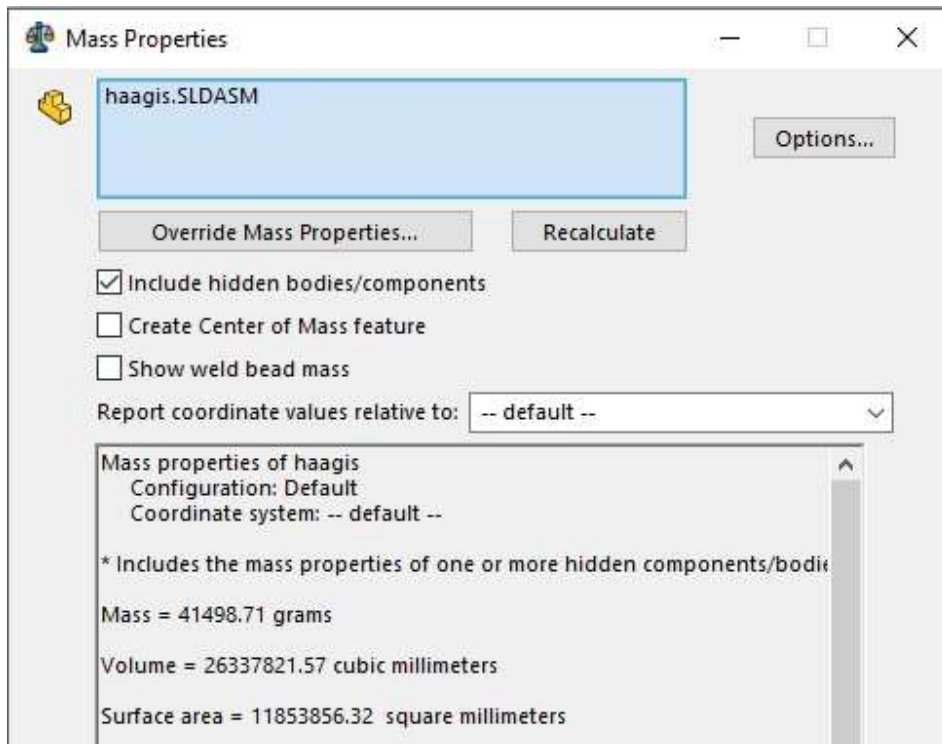 Mass Properties
haagis.SLDASM
Options...
Override Mass Properties...
Recalculate
Include hidden bodies/components
Create Center of Mass feature
Show weld bead mass
Report coordinate values relative to:
-- default --
Mass properties of haagis
Configuration: Default
Coordinate system: -- default --
* Includes the mass properties of one or more hidden components/bodie
Mass = 41498.71 grams
Volume = 26337821.57 cubic millimeters
Surface area = 11853856.32 square millimeters